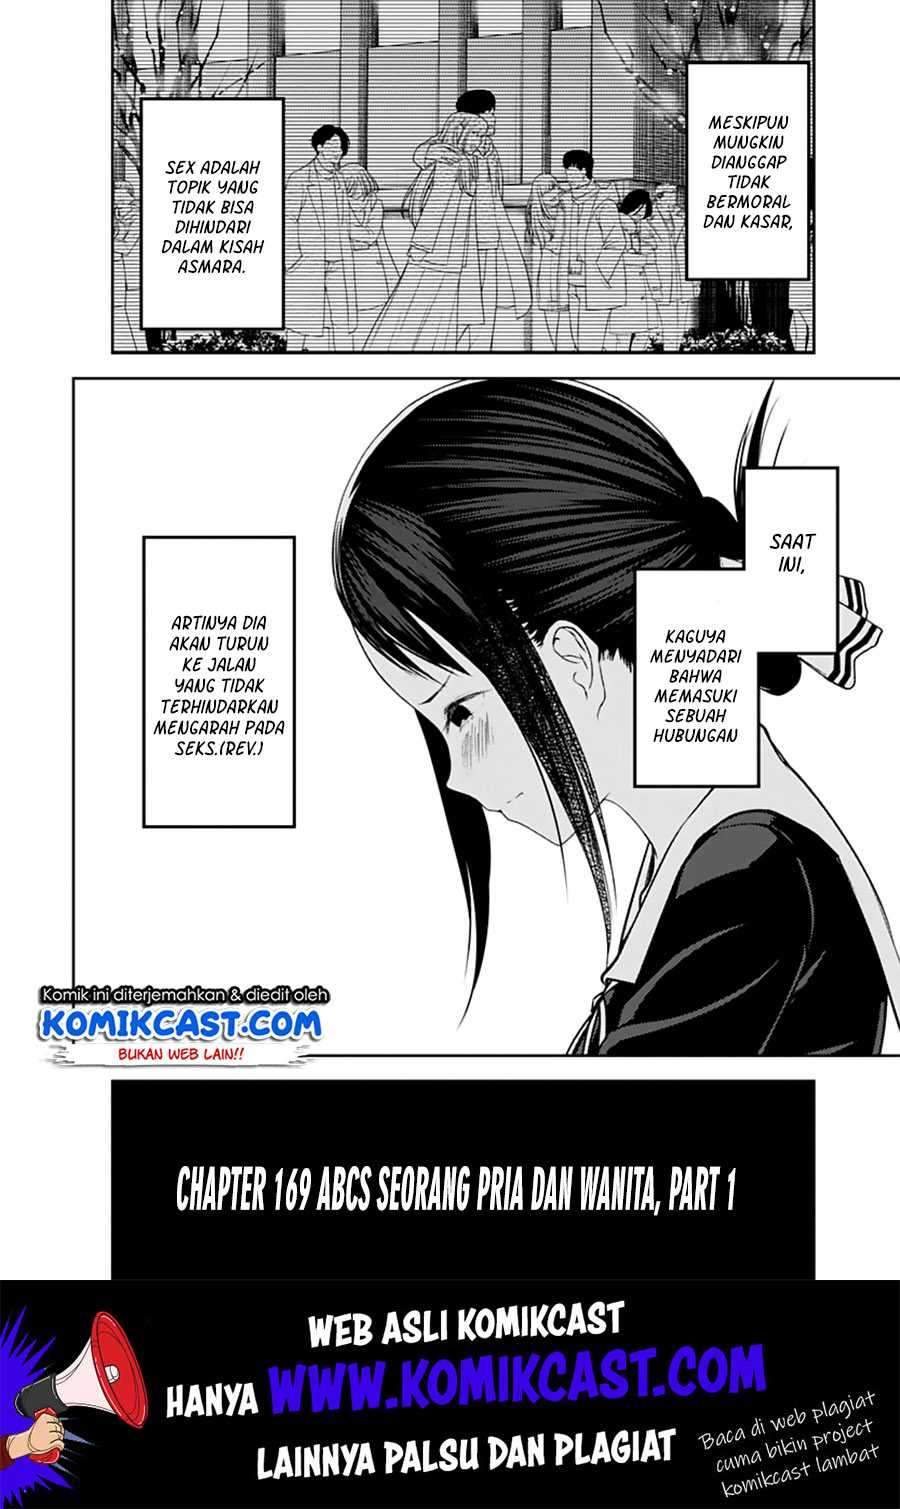 MESKIPUN
MUNGKIN
DIANGGAP
TIDAK
BERMORAL
DAN KASAR,
SEX ADALAH
TOPIK YANG
TIDAK BISA
DIHINDARI
DALAM KISAH
ASMARA.
SAAT
INI,
KAGUYA
MENYADARI
BAHWA
MEMASUKI
SEBUAH
HUBUNGAN
ARTINYA DIA
AKAN TURUN
KE JALAN
YANG TIDAK
TERHINDARKAN
MENGARAH PADA
SEKS.(REV.)
Komik ini diterjemahkan & diedit oleh
KOMIKCAST.COM
BUKAN WEB LAIN!!
CHAPTER 169 ABCS SEORANG PRIA DAN WANITA, PART 1
WEB ASLI KOMIKCAST
HANYA WWW.KOMIKCAST.COM
LAINNYA PALSU DAN PLAGIAT
Baca di web plagiat
cuma bikin project
komikcast lambat